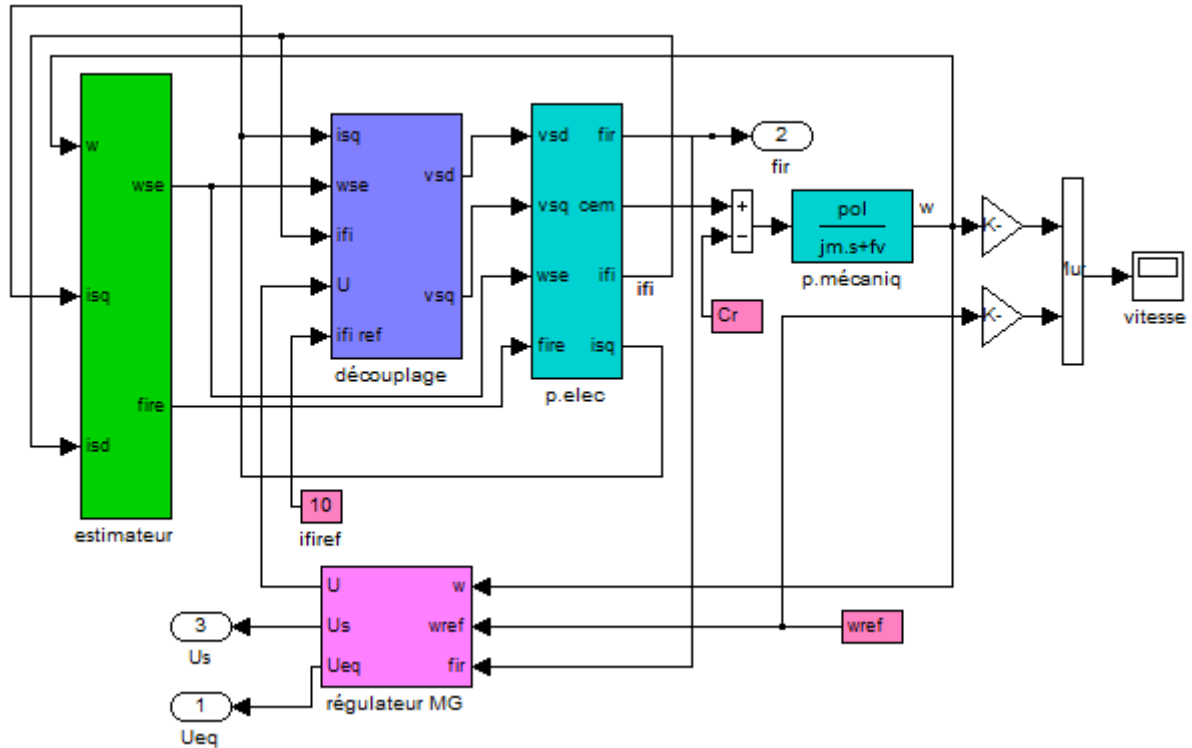 w
wse
isq
fire
isd
estimateur
isq
wse
ifi
U
ifi ref
vsd
vsq
découplage
vsd
vsq
wse
fire
fir
cem
ifi
isq
p.elec
ifi
2
fir
+
−
Cr
pol
jm.s+fv
p.mécaniq
w
K-
K-
vitesse
10
ifiref
U
Us
Ueq
w
wref
fir
régulateur MG
wref
3
Us
1
Ueq